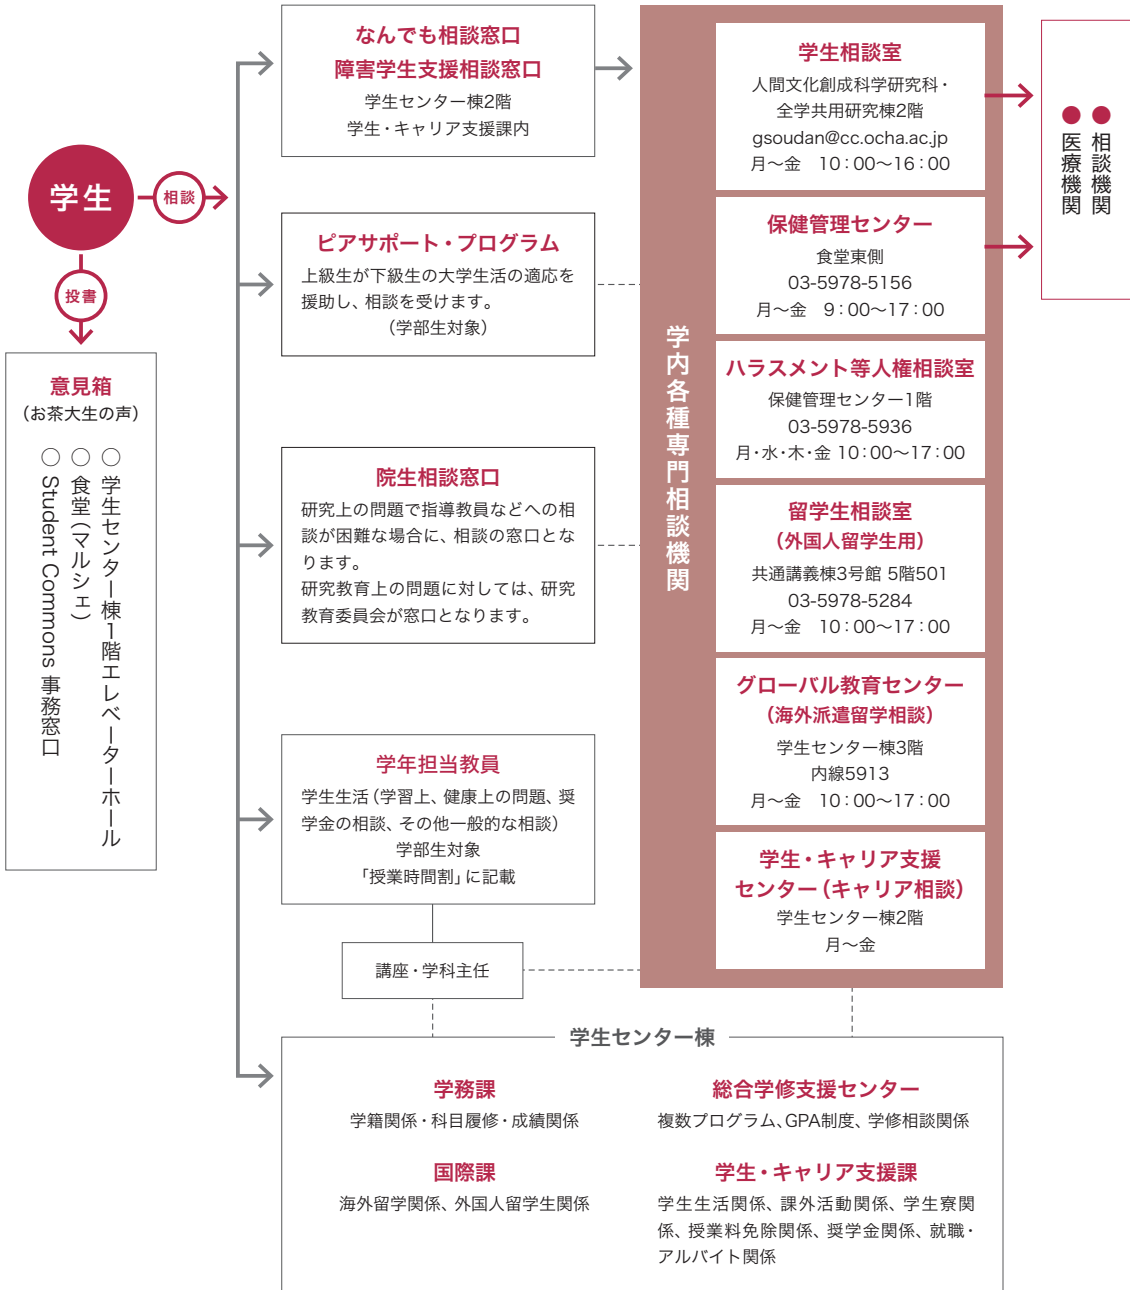 学生
相談
投書
意見箱
(お茶大生の声)
○ 学生センター棟1階エレベーターホール
○ 食堂(マルシェ)
○ Student Commons 事務窓口
なんでも相談窓口
障害学生支援相談窓口
学生センター棟2階
学生・キャリア支援課内
ピアサポート・プログラム
上級生が下級生の大学生活の適応を
援助し、相談を受けます。
(学部生対象)
院生相談窓口
研究上の問題で指導教員などへの相
談が困難な場合に、相談の窓口とな
ります。
研究教育上の問題に対しては、研究
教育委員会が窓口となります。
学年担当教員
学生生活(学習上、健康上の問題、奨
学金の相談、その他一般的な相談)
学部生対象
「授業時間割」に記載
講座・学科主任
学内各種専門相談機関
学生相談室
人間文化創成科学研究科・
全学共用研究棟2階
gsoudan@cc.ocha.ac.jp
月～金 10：00～16：00
保健管理センター
食堂東側
03-5978-5156
月～金 9：00～17：00
ハラスメント等人権相談室
保健管理センター1階
03-5978-5936
月・水・木・金 10：00～17：00
留学生相談室
(外国人留学生用)
共通講義棟3号館 5階501
03-5978-5284
月～金 10：00～17：00
グローバル教育センター
(海外派遣留学相談)
学生センター棟3階
内線5913
月～金 10：00～17：00
学生・キャリア支援
センター(キャリア相談)
学生センター棟2階
月～金
● 相談機関
● 医療機関
学生センター棟
学務課
学籍関係・科目履修・成績関係
総合学修支援センター
複数プログラム、GPA制度、学修相談関係
国際課
海外留学関係、外国人留学生関係
学生・キャリア支援課
学生生活関係、課外活動関係、学生寮関
係、授業料免除関係、奨学金関係、就職・
アルバイト関係